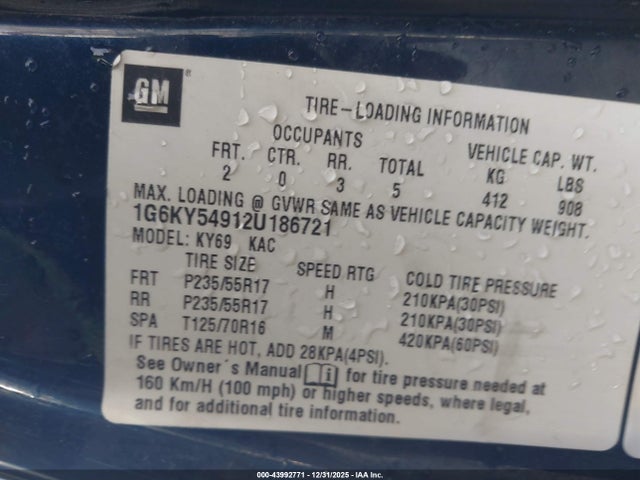 GM ®
TIRE-LOADING INFORMATION
OCCUPANTS VEHICLE CAP. WT.
FRT. CTR. RR. TOTAL KG LBS
2 0 3 5 412 908
MAX. LOADING @ GVWR SAME AS VEHICLE CAPACITY WEIGHT.
1G6KY54912U186721
MODEL: KY69 KAC
TIRE SIZE SPEED RTG COLD TIRE PRESSURE
FRT P235/55R17 H 210KPA(30PSI)
RR P235/55R17 H 210KPA(30PSI)
SPA T125/70R16 M 420KPA(60PSI)
IF TIRES ARE HOT, ADD 28KPA(4PSI).
See Owner's Manual i for tire pressure needed at
160 Km/H (100 mph) or higher speeds, where legal,
and for additional tire information.
000-43992771 - 12/31/2025 - IAA Inc.